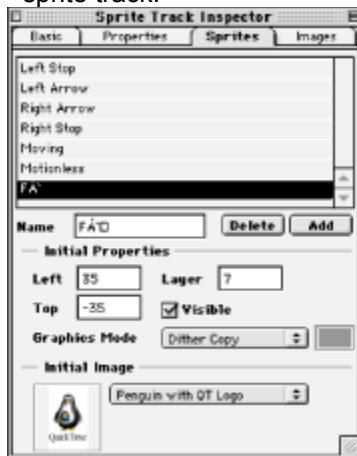 sprite track.
Sprite Track Inspector
Basic Properties Sprites Images
Left Stop
Left Arrow
Right Arrow
Right Stop
Moving
Motionless
Name Delete Add
Initial Properties
Left 35 Layer 7
Top -35 Visible
Graphics Mode Dither Copy
Initial Image
Penguin with QT Logo
QuickTime